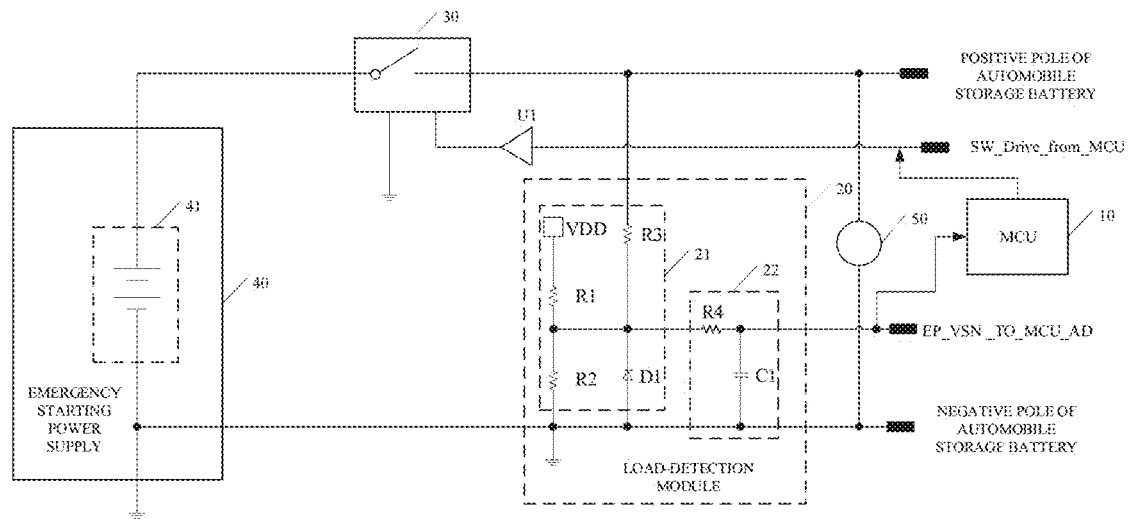 30
POSITIVE POLE OF
AUTOMOBILE
STORAGE BATTERY
U1
SW_Drive_from_MCU
20
50
10
MCU
41
VDD
R3
21
22
40
R1
R4
EP_VSN_TO_MCU_AD
R2
D1
C1
EMERGENCY
STARTING
POWER
SUPPLY
NEGATIVE POLE OF
AUTOMOBILE
STORAGE BATTERY
LOAD-DETECTION
MODULE